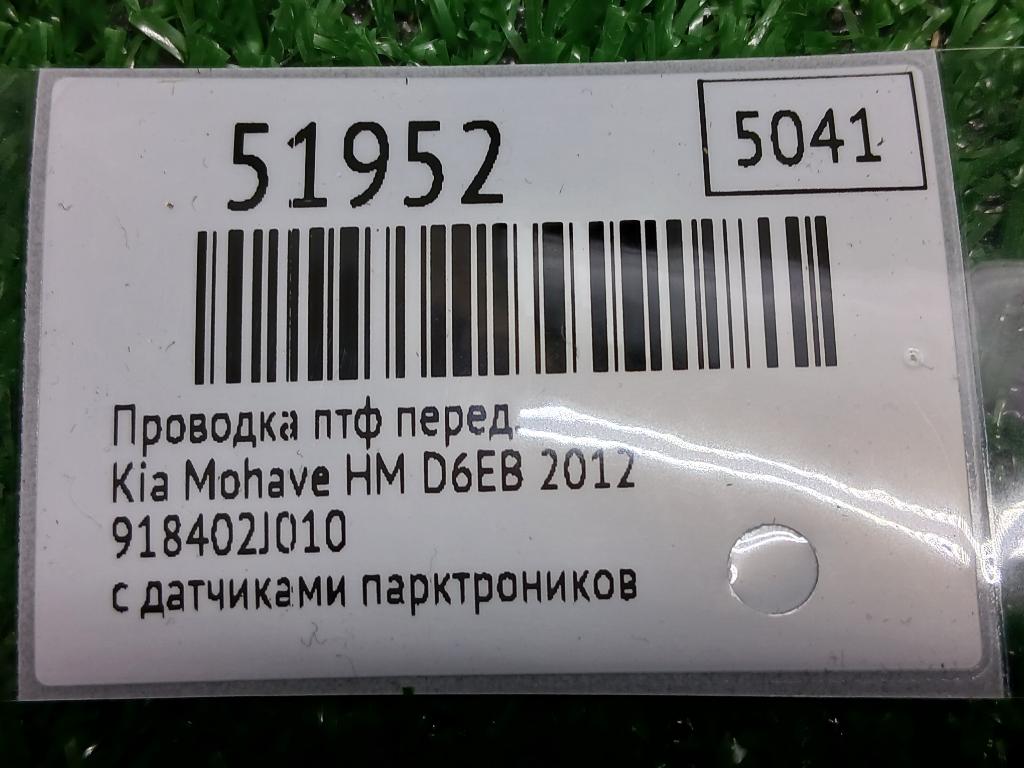 51952
5041
Проводка птф перед.
Kia Mohave HM D6EB 2012
918402J010
с датчиками парктроников